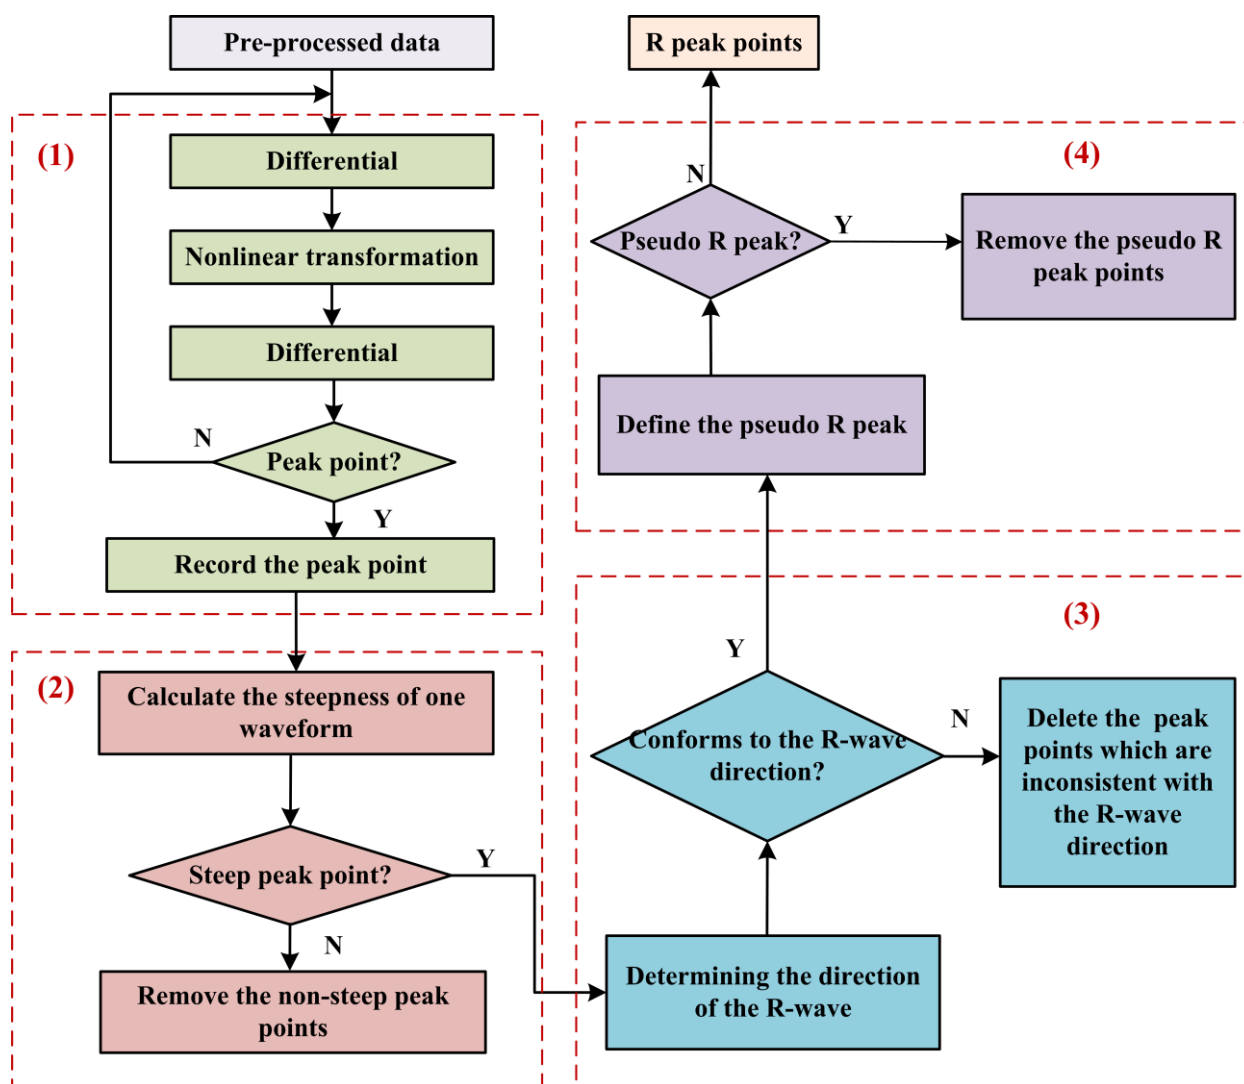 Pre-processed data
(1)
Differential
Nonlinear transformation
Differential
N
Peak point?
Y
Record the peak point
(2)
Calculate the steepness of one
waveform
Steep peak point?
Y
N
Remove the non-steep peak
points
(3)
Determining the direction
of the R-wave
Conforms to the R-wave
direction?
Y
N
Delete the peak
points which are
inconsistent with
the R-wave
direction
(4)
Define the pseudo R peak
Pseudo R peak?
N
Y
Remove the pseudo R
peak points
R peak points